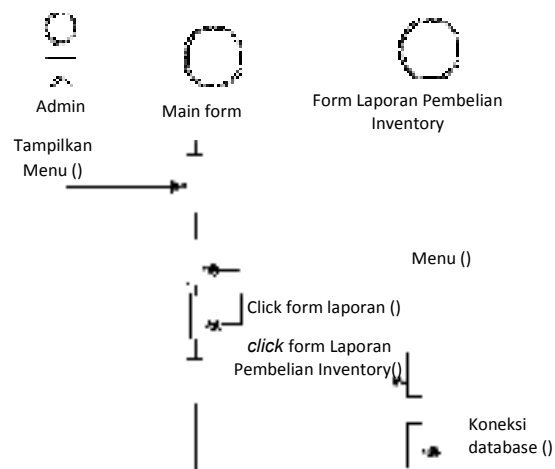 Admin
Main form
Form Laporan Pembelian
Inventory
Tampilkan
Menu ()
Menu ()
Click form laporan ()
click form Laporan
Pembelian Inventory()
Koneksi
database ()